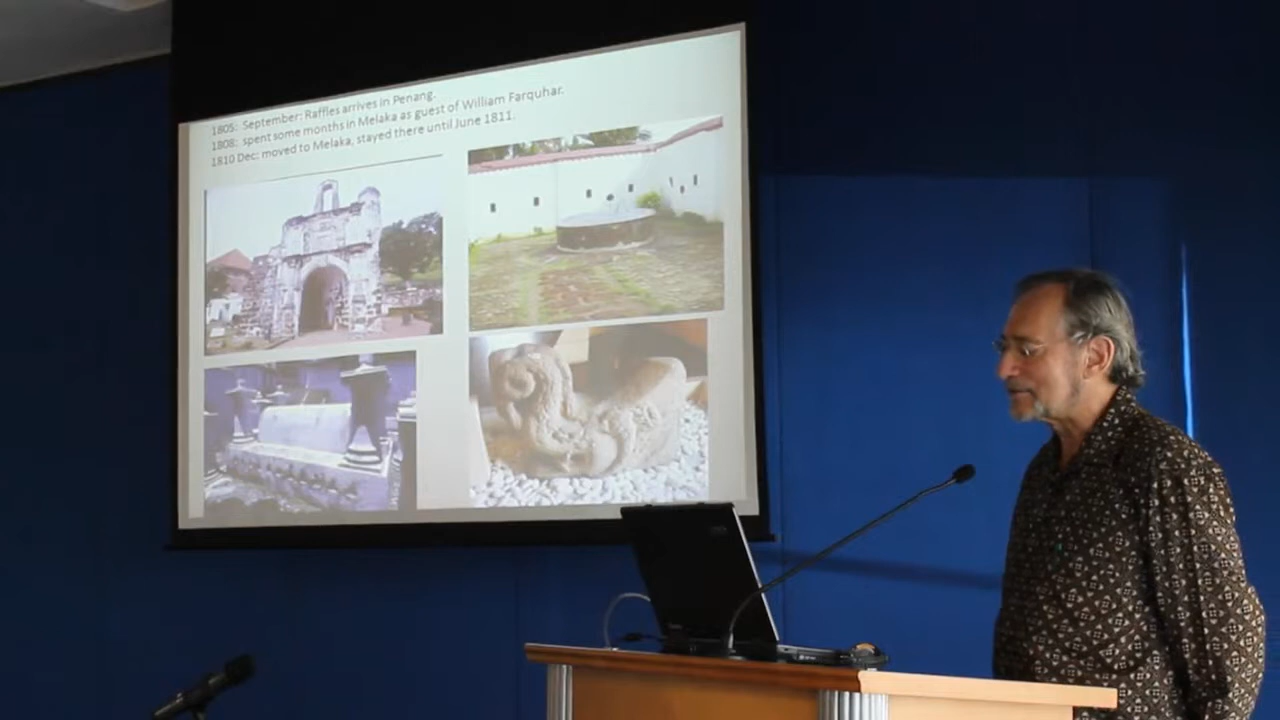 1805: September: Raffles arrives in Penang.
1808: spent some months in Melaka as guest of William Farquhar.
1810 Dec: moved to Melaka, stayed there until June 1811.